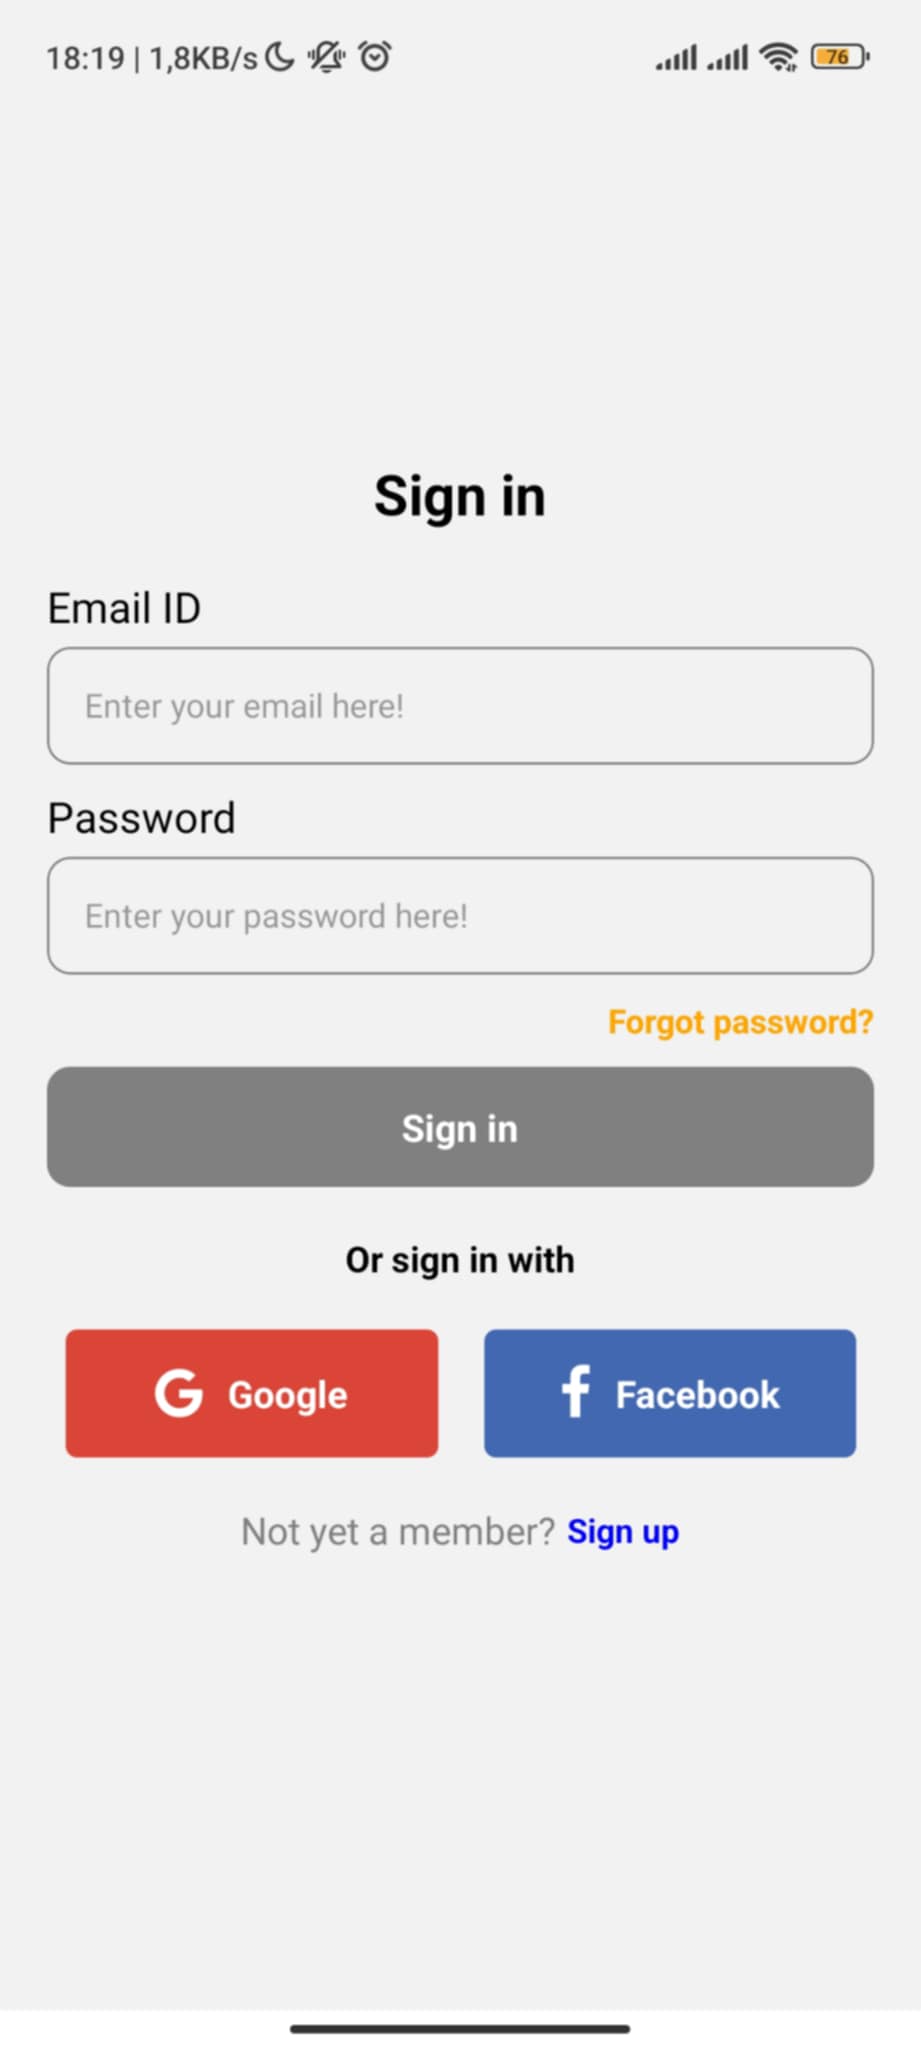 18:19 | 1,8KB/s 76
Sign in
Email ID
Enter your email here!
Password
Enter your password here!
Forgot password?
Sign in
Or sign in with
G Google f Facebook
Not yet a member? Sign up